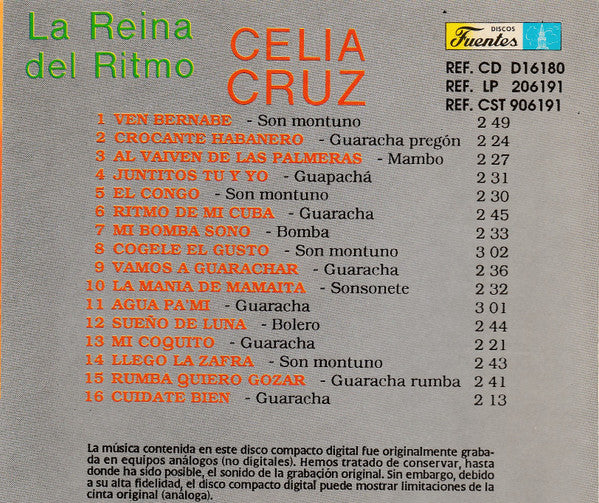 La Reina
del Ritmo
CELIA
CRUZ
DISCOS
Fuentes
REF. CD D16180
REF. LP 206191
REF. CST 906191
1 VEN BERNABE - Son montuno 2 49
2 CROCANTE HABANERO - Guaracha pregón 2 24
3 AL VAIVEN DE LAS PALMERAS - Mambo 2 27
4 JUNTITOS TU Y YO - Guapachá 2 31
5 EL CONGO - Son montuno 2 30
6 RITMO DE MI CUBA - Guaracha 2 45
7 MI BOMBA SONO - Bomba 2 33
8 COGELE EL GUSTO - Son montuno 3 02
9 VAMOS A GUARACHAR - Guaracha 2 36
10 LA MANIA DE MAMAITA - Sonsonete 2 32
11 AGUA PA'MI - Guaracha 3 01
12 SUEÑO DE LUNA - Bolero 2 44
13 MI COQUITO - Guaracha 2 21
14 LLEGO LA ZAFRA - Son montuno 2 43
15 RUMBA QUIERO GOZAR - Guaracha rumba 2 41
16 CUIDATE BIEN - Guaracha 2 13
La música contenida en este disco compacto digital fue originalmente graba-
da en equipos análogos (no digitales). Hemos tratado de conservar, hasta
donde ha sido posible, el sonido de la grabación original. Sin embargo, debido
a su alta fidelidad, el disco compacto digital puede mostrar limitaciones de la
cinta original (análoga).